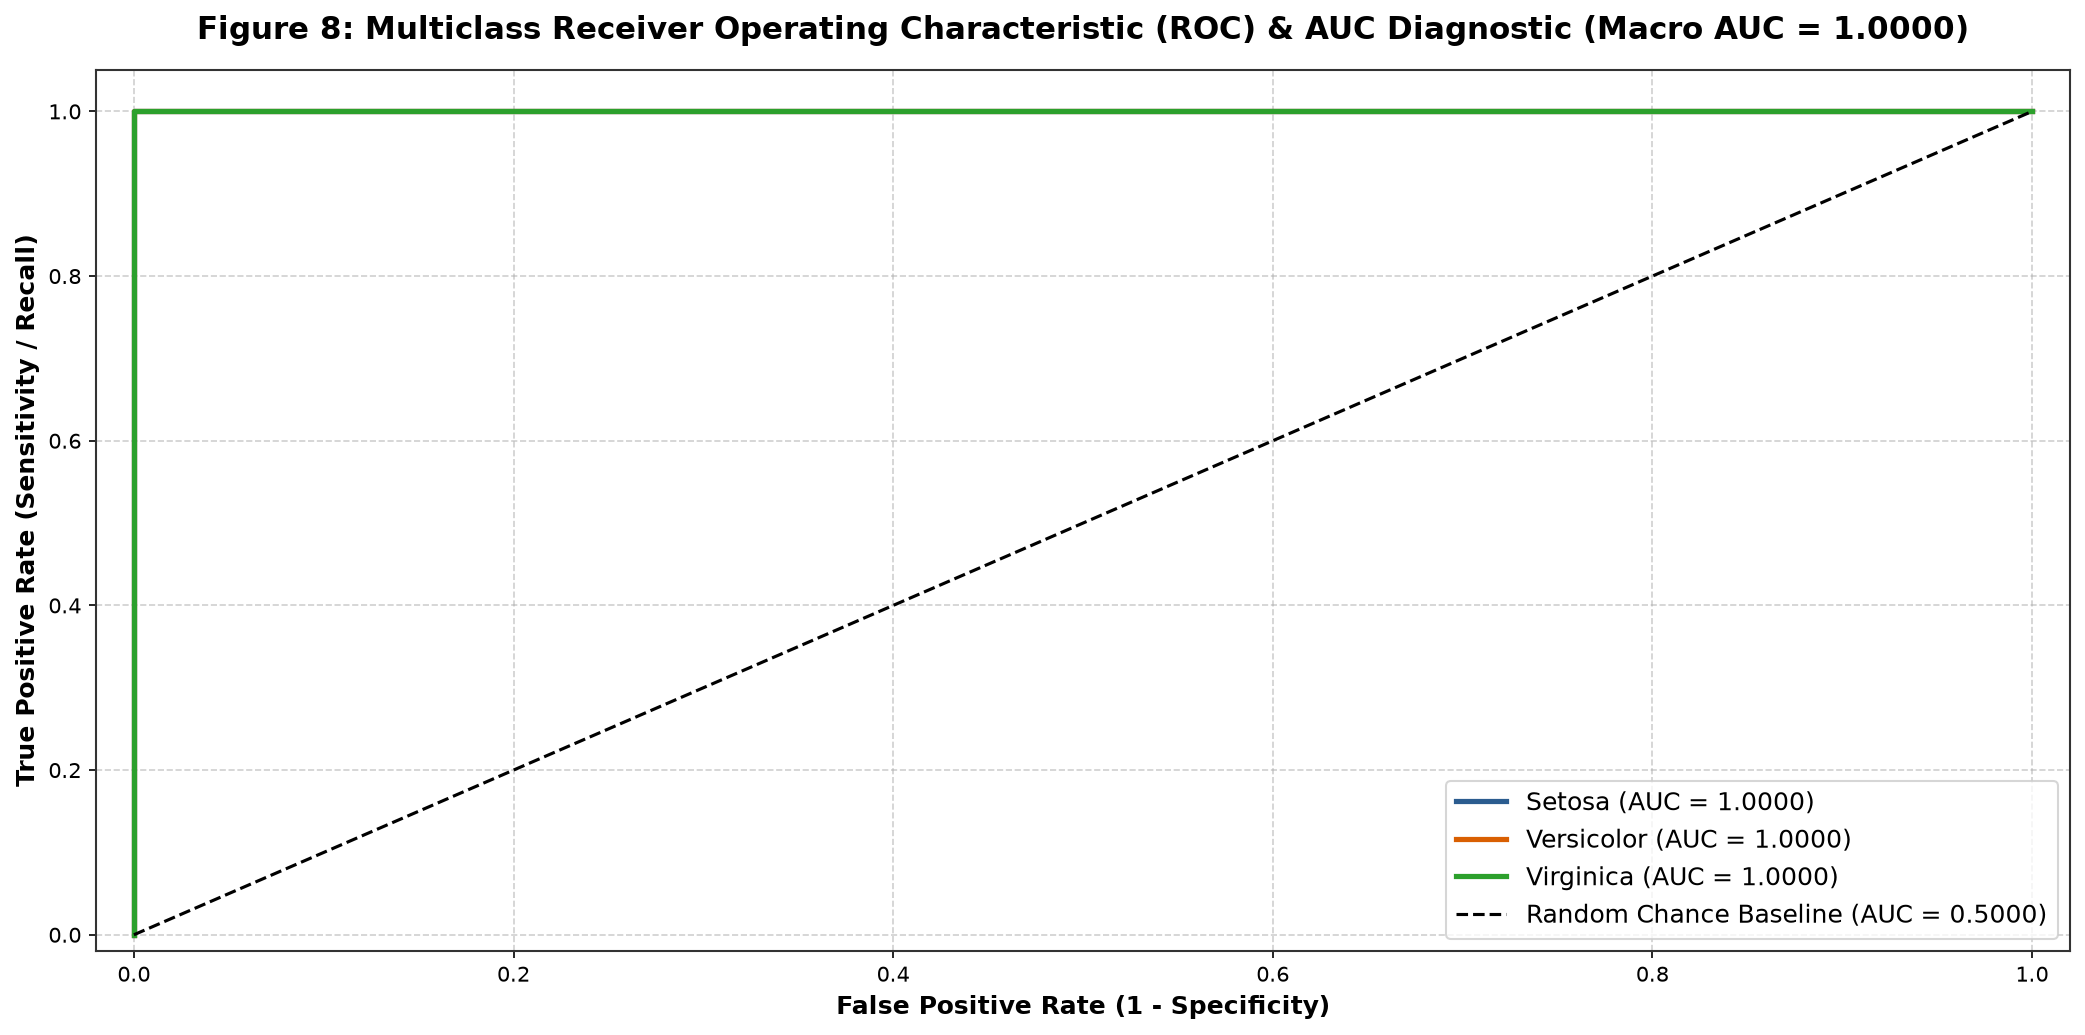 Figure 8: Multiclass Receiver Operating Characteristic (ROC) & AUC Diagnostic (Macro AUC = 1.0000)
True Positive Rate (Sensitivity / Recall)
1.0
0.8
0.6
0.4
0.2
0.0
Setosa (AUC = 1.0000)
Versicolor (AUC = 1.0000)
Virginica (AUC = 1.0000)
Random Chance Baseline (AUC = 0.5000)
0.0 0.2 0.4 0.6 0.8 1.0
False Positive Rate (1 - Specificity)